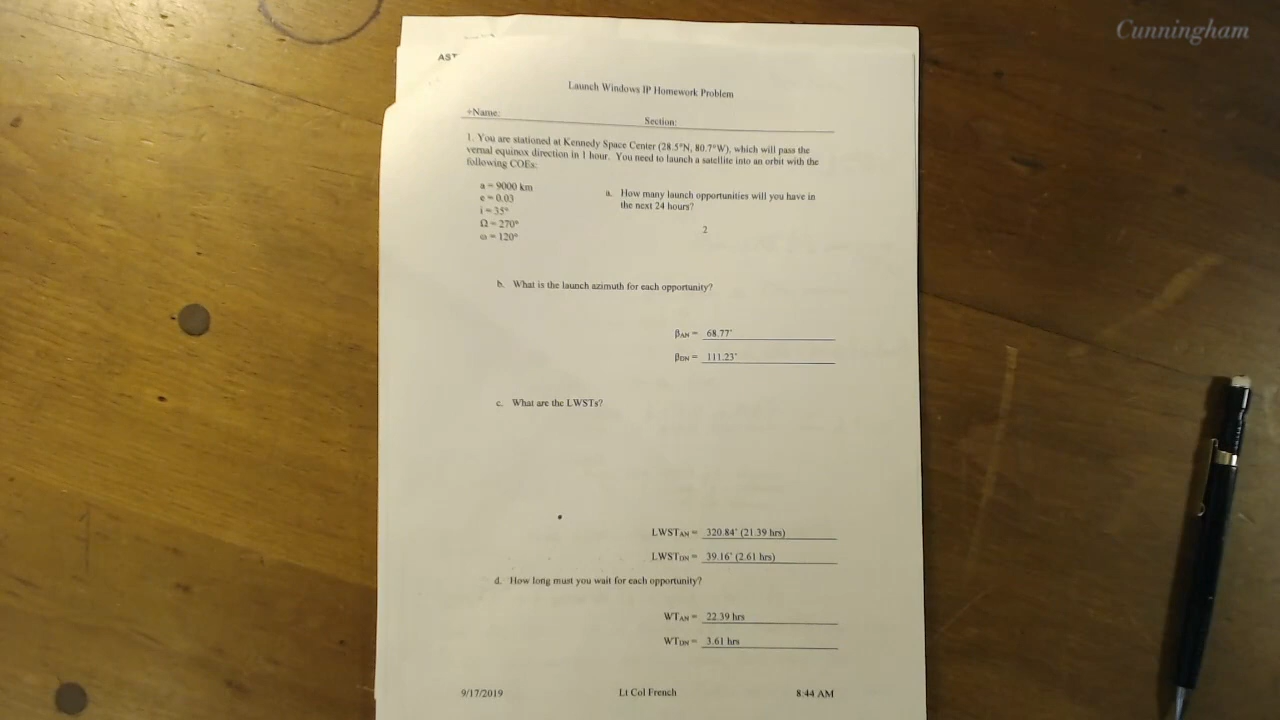 Cunningham
AST
Launch Windows IP Homework Problem
+Name:
Section:
1. You are stationed at Kennedy Space Center (28.5°N, 80.7°W), which will pass the
vernal equinox direction in 1 hour. You need to launch a satellite into an orbit with the
following COEs:
a = 9000 km
e = 0.03
i = 35°
Ω = 270°
ω = 120°
a. How many launch opportunities will you have in
the next 24 hours?
2
b. What is the launch azimuth for each opportunity?
βAN = 68.77°
βDN = 111.23°
c. What are the LWSTs?
LWSTAN = 320.84° (21.39 hrs)
LWSTDN = 39.16° (2.61 hrs)
d. How long must you wait for each opportunity?
WTAN = 22.39 hrs
WTDN = 3.61 hrs
9/17/2019 Lt Col French 8:44 AM